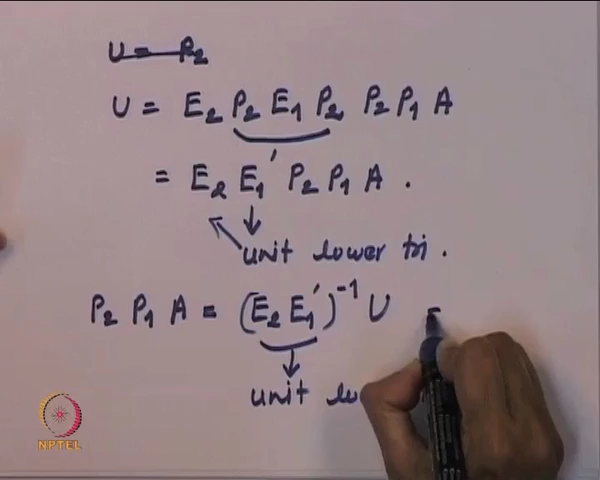 U = P₂
U = E₂ P₂ E₁ P₂ P₂ P₁ A
= E₂ E₁′ P₂ P₁ A .
unit lower tri .
P₂ P₁ A = (E₂ E₁′)⁻¹ U =
unit
NPTEL